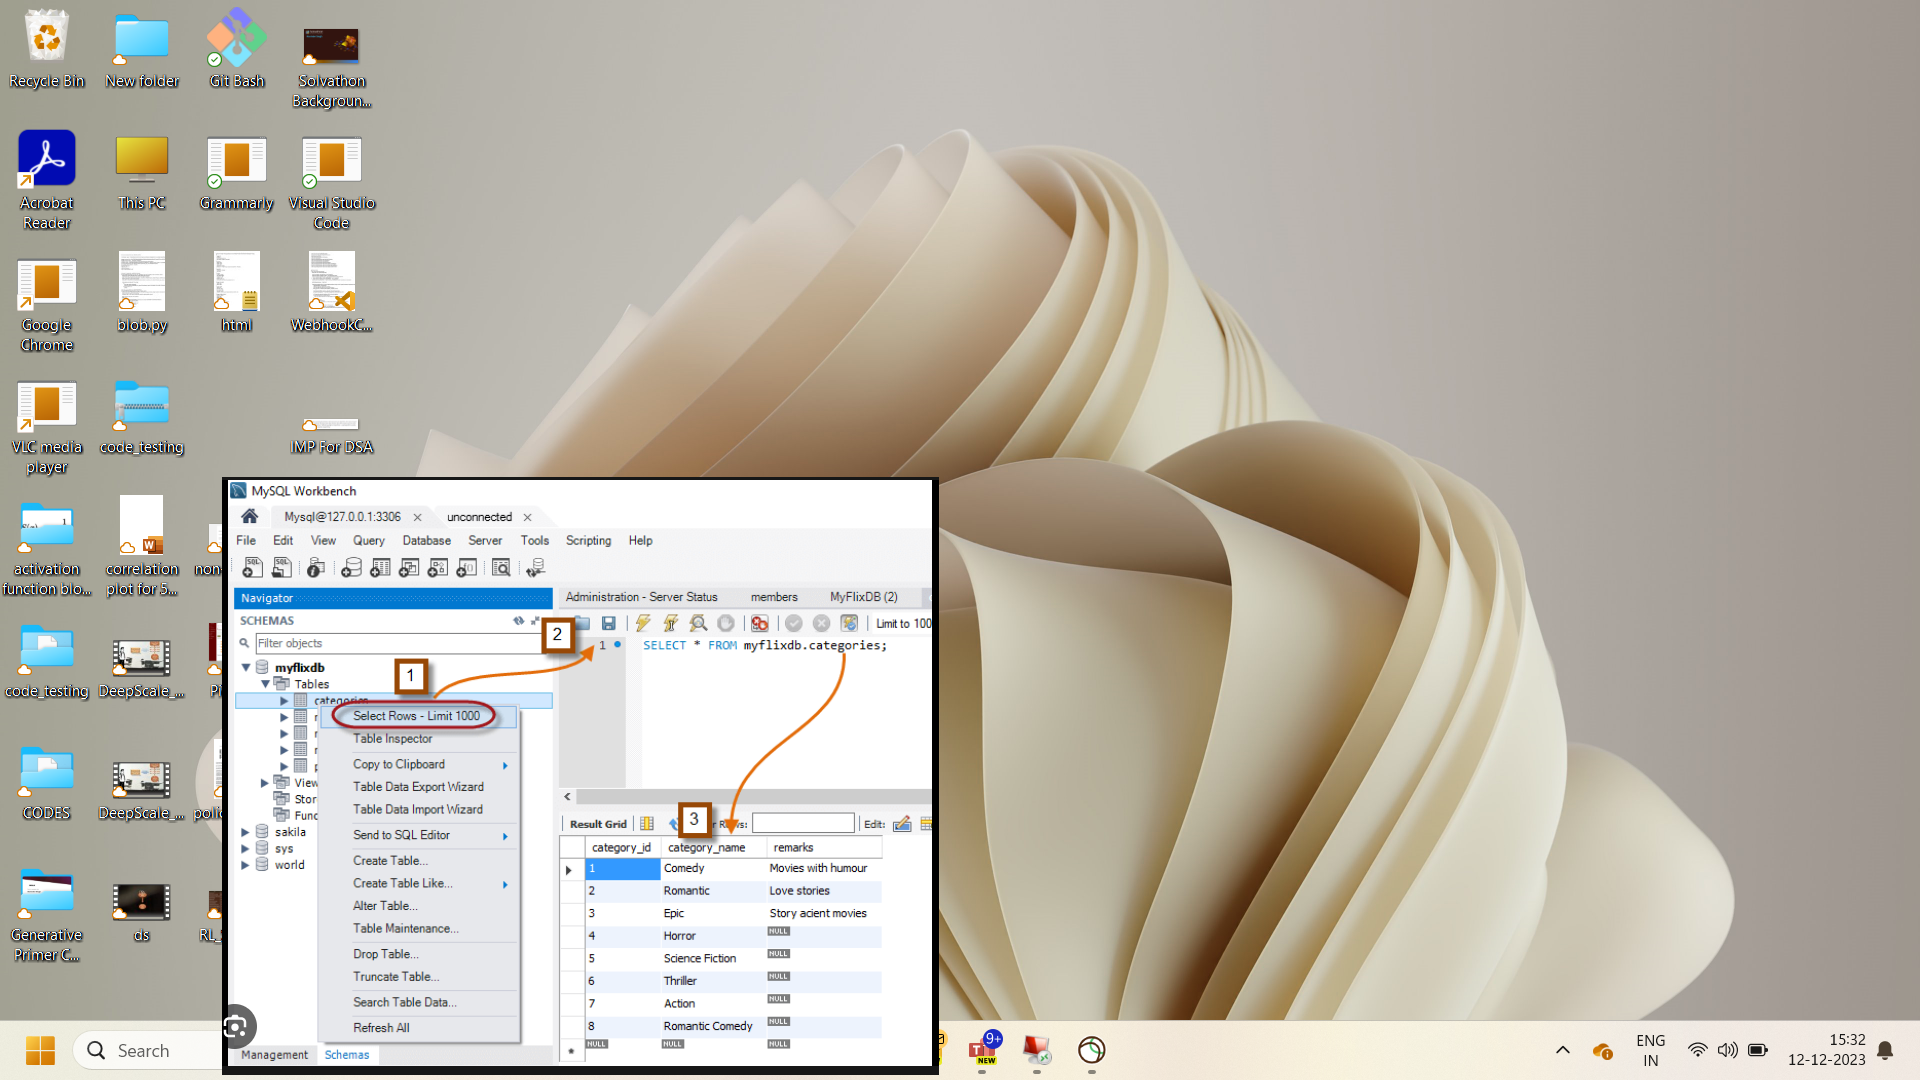 Recycle Bin
New folder
Git Bash
Solvathon
Backgroun...
Acrobat
Reader
This PC
Grammarly
Visual Studio
Code
Google
Chrome
blob.py
html
WebhookC...
VLC media
player
code_testing
IMP For DSA
activation
function blo...
correlation
plot for 5...
code_testing
DeepScale_...
CODES
DeepScale_...
Generative
Primer C...
ds
MySQL Workbench
Mysql@127.0.0.1:3306
unconnected
File Edit View Query Database Server Tools Scripting Help
Navigator
SCHEMAS
Filter objects
myflixdb
Tables
categories
Select Rows - Limit 1000
Table Inspector
Copy to Clipboard
Table Data Export Wizard
Table Data Import Wizard
Send to SQL Editor
Create Table...
Create Table Like...
Alter Table...
Table Maintenance...
Drop Table...
Truncate Table...
Search Table Data...
Refresh All
sakila
sys
world
Management
Schemas
1
2
3
Administration - Server Status
members
MyFlixDB (2)
Limit to 100
1 SELECT * FROM myflixdb.categories;
Result Grid
Edit:
category_id category_name remarks
1 Comedy Movies with humour
2 Romantic Love stories
3 Epic Story acient movies
4 Horror NULL
5 Science Fiction NULL
6 Thriller NULL
7 Action NULL
8 Romantic Comedy NULL
NULL NULL NULL
Search
9+
NEW
ENG
IN
15:32
12-12-2023